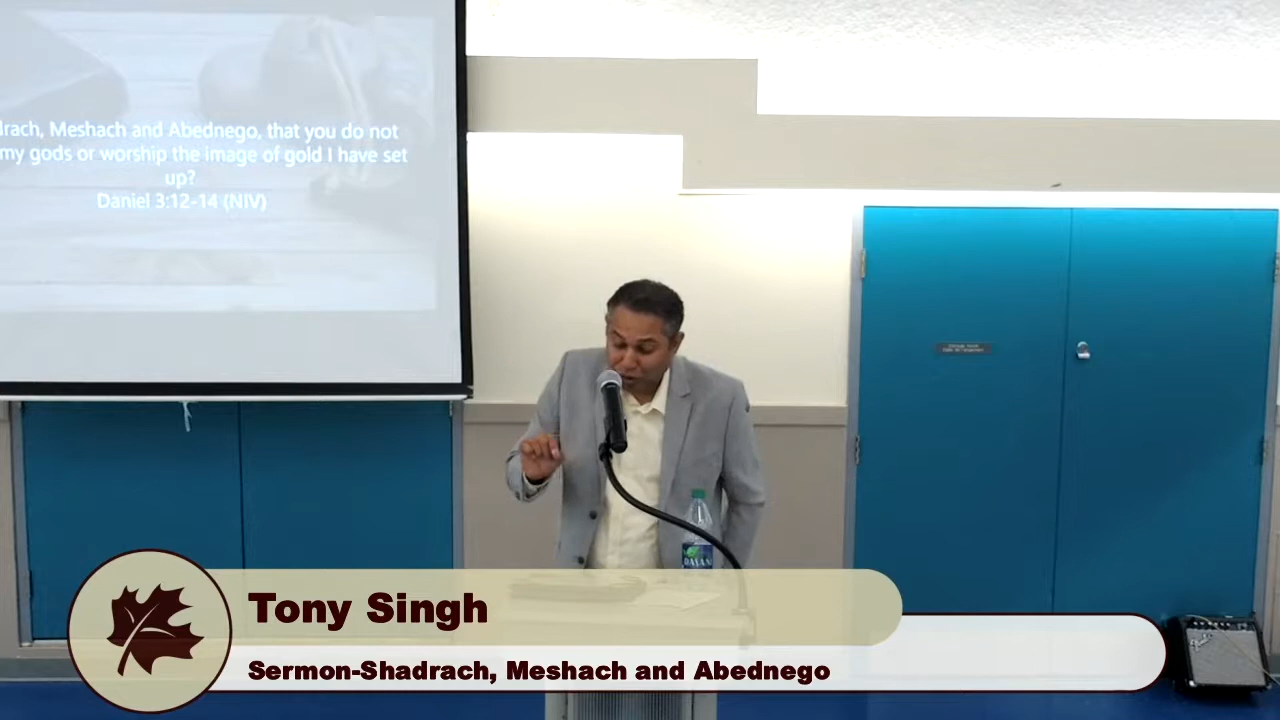 drach, Meshach and Abednego, that you do not
my gods or worship the image of gold I have set
up?
Daniel 3:12-14 (NIV)
DASANI
Tony Singh
Sermon-Shadrach, Meshach and Abednego